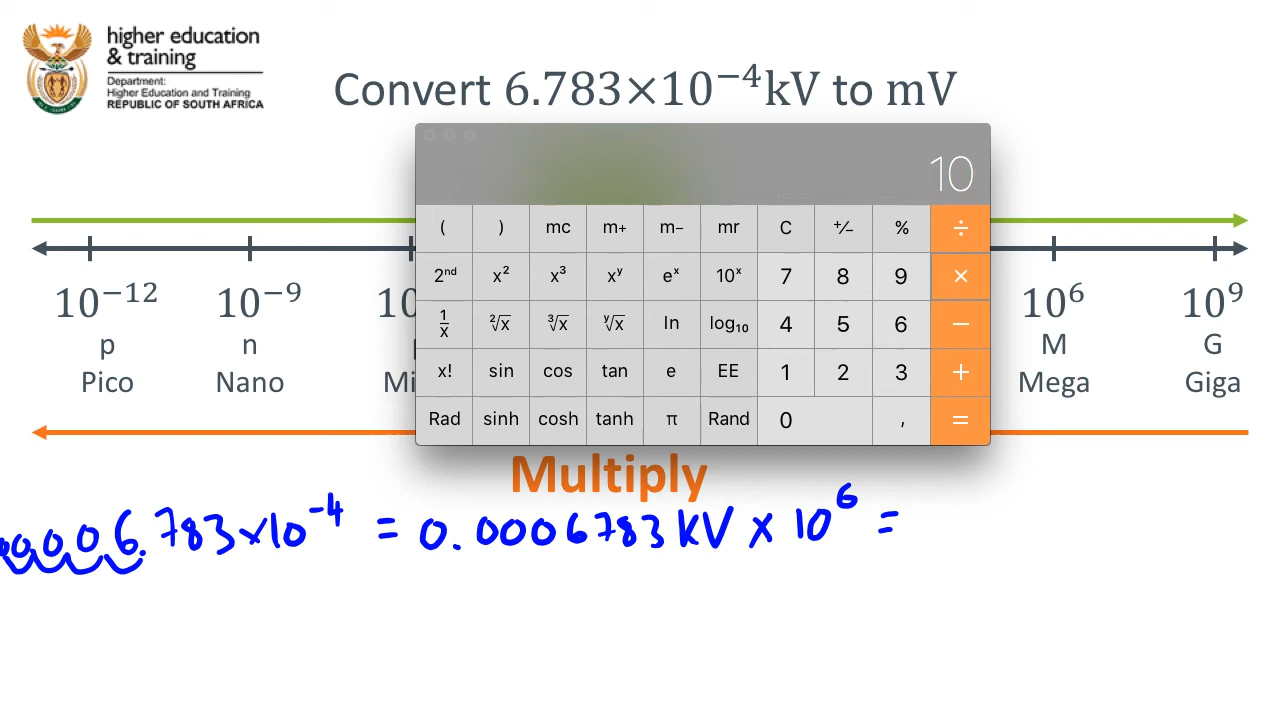 higher education
& training
Department:
Higher Education and Training
REPUBLIC OF SOUTH AFRICA
Convert 6.783×10⁻⁴kV to mV
10
( ) mc m+ m- mr C ⁺∕₋ % ÷
2ⁿᵈ x² x³ xʸ eˣ 10ˣ 7 8 9 ×
1/x ²√x ³√x ʸ√x ln log₁₀ 4 5 6 −
x! sin cos tan e EE 1 2 3 +
Rad sinh cosh tanh π Rand 0 , =
10⁻¹² 10⁻⁹ 10 10⁶ 10⁹
p n M G
Pico Nano Mi Mega Giga
Multiply
00006.783×10⁻⁴ = 0.0006783 kV × 10⁶ =